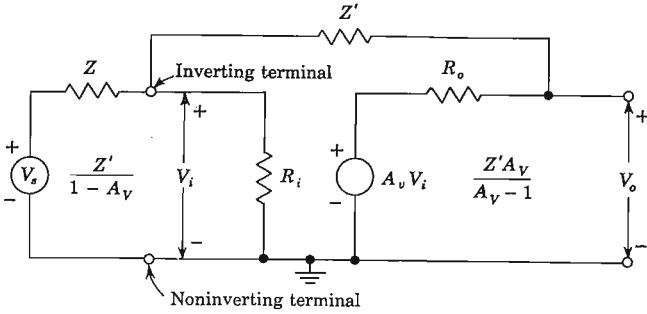 Z'
Z
Inverting terminal
R_o
+
+
+
+
V_s
-
Z'
1 - A_V
V_i
R_i
-
A_v V_i
Z' A_V
A_V - 1
V_o
-
-
Noninverting terminal